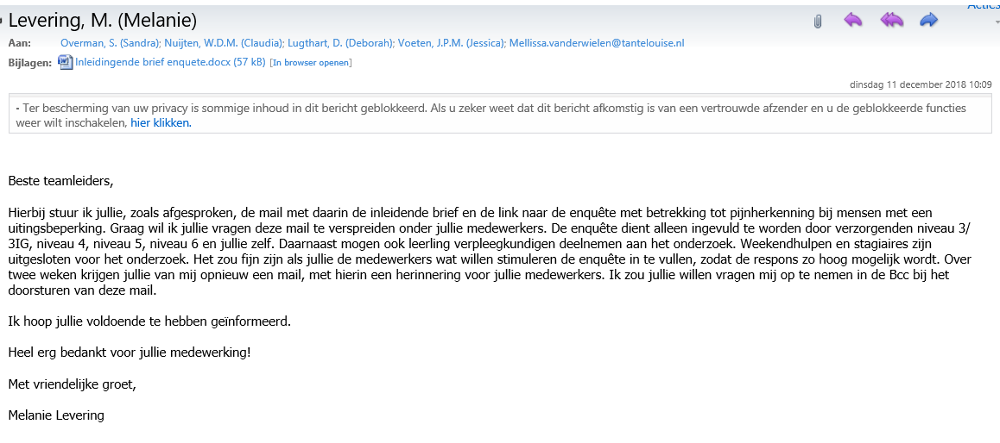 Acties
Levering, M. (Melanie)
Aan: Overman, S. (Sandra); Nuijten, W.D.M. (Claudia); Lugthart, D. (Deborah); Voeten, J.P.M. (Jessica); Mellissa.vanderwielen@tantelouise.nl
Bijlagen: Inleidingende brief enquete.docx (57 kB) [In browser openen]
dinsdag 11 december 2018 10:09
- Ter bescherming van uw privacy is sommige inhoud in dit bericht geblokkeerd. Als u zeker weet dat dit bericht afkomstig is van een vertrouwde afzender en u de geblokkeerde functies
weer wilt inschakelen, hier klikken.
Beste teamleiders,
Hierbij stuur ik jullie, zoals afgesproken, de mail met daarin de inleidende brief en de link naar de enquête met betrekking tot pijnherkenning bij mensen met een
uitingsbeperking. Graag wil ik jullie vragen deze mail te verspreiden onder jullie medewerkers. De enquête dient alleen ingevuld te worden door verzorgenden niveau 3/
3IG, niveau 4, niveau 5, niveau 6 en jullie zelf. Daarnaast mogen ook leerling verpleegkundigen deelnemen aan het onderzoek. Weekendhulpen en stagiaires zijn
uitgesloten voor het onderzoek. Het zou fijn zijn als jullie de medewerkers wat willen stimuleren de enquête in te vullen, zodat de respons zo hoog mogelijk wordt. Over
twee weken krijgen jullie van mij opnieuw een mail, met hierin een herinnering voor jullie medewerkers. Ik zou jullie willen vragen mij op te nemen in de Bcc bij het
doorsturen van deze mail.
Ik hoop jullie voldoende te hebben geïnformeerd.
Heel erg bedankt voor jullie medewerking!
Met vriendelijke groet,
Melanie Levering